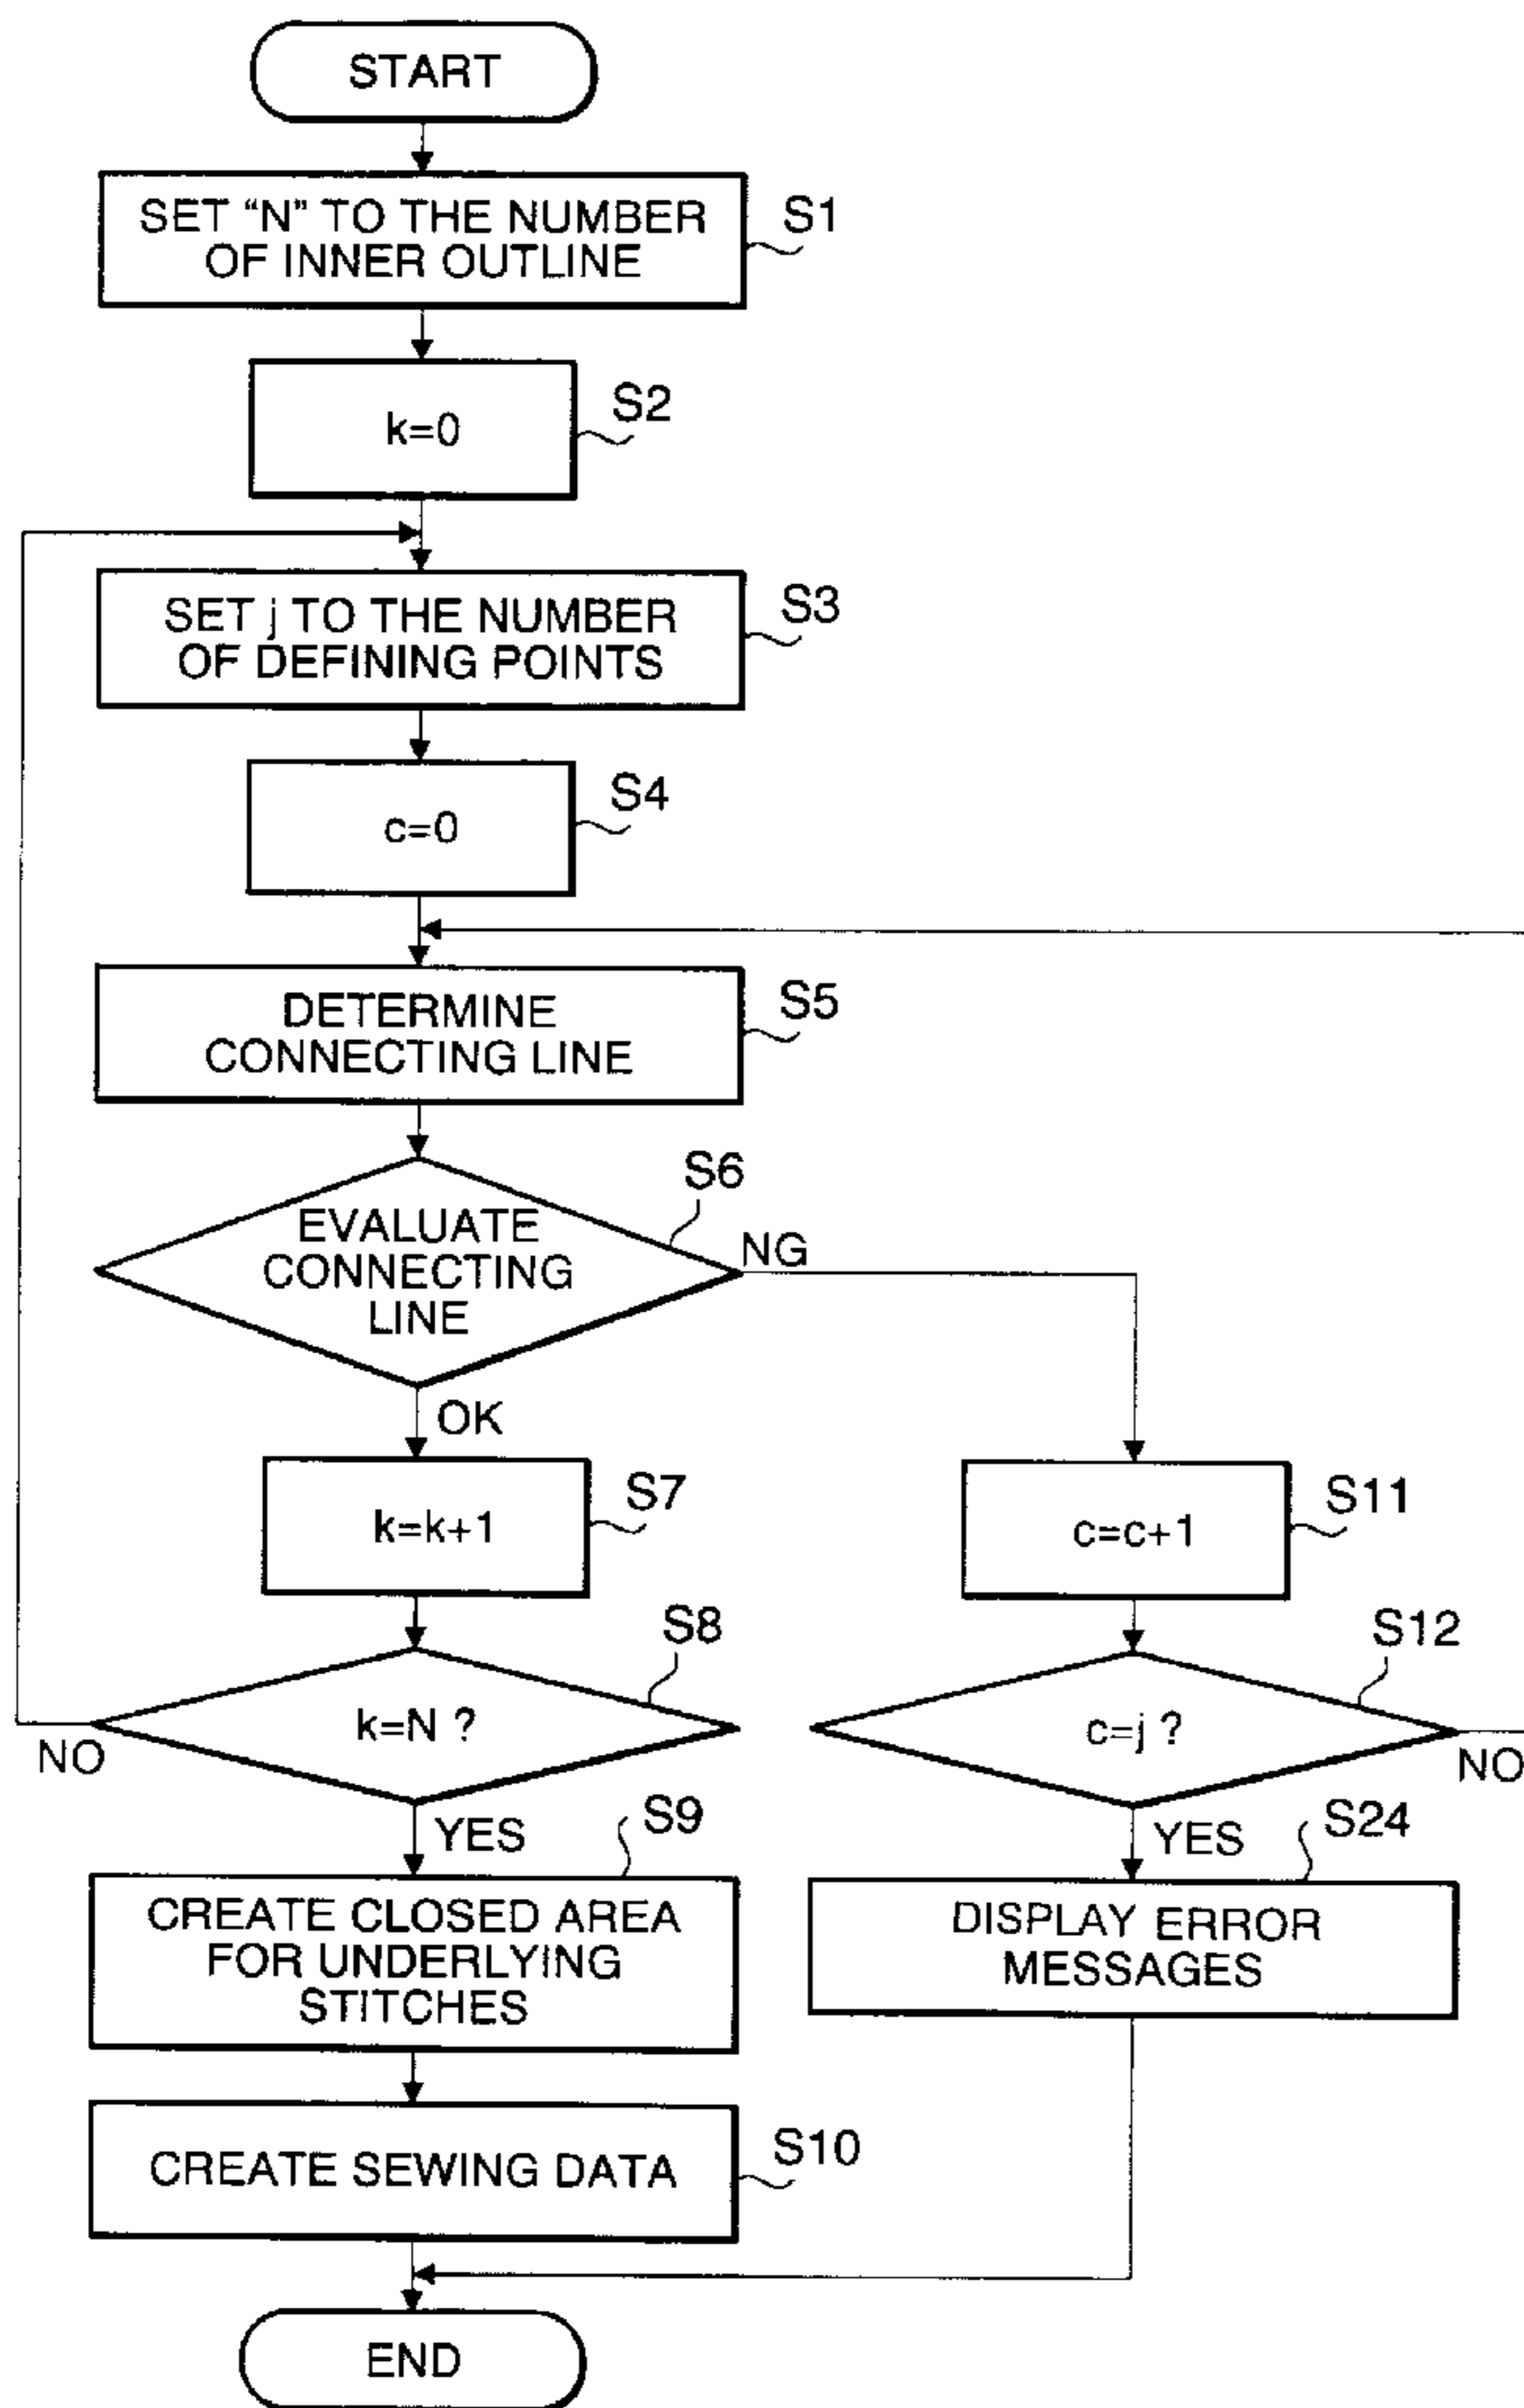 START
SET "N" TO THE NUMBER
OF INNER OUTLINE
S1
k=0
S2
SET j TO THE NUMBER
OF DEFINING POINTS
S3
c=0
S4
DETERMINE
CONNECTING LINE
S5
S6
EVALUATE
CONNECTING
LINE
NG
OK
k=k+1
S7
c=c+1
S11
S8
k=N ?
NO
S12
c=j ?
NO
YES
S9
YES
S24
CREATE CLOSED AREA
FOR UNDERLYING
STITCHES
DISPLAY ERROR
MESSAGES
CREATE SEWING DATA
S10
END